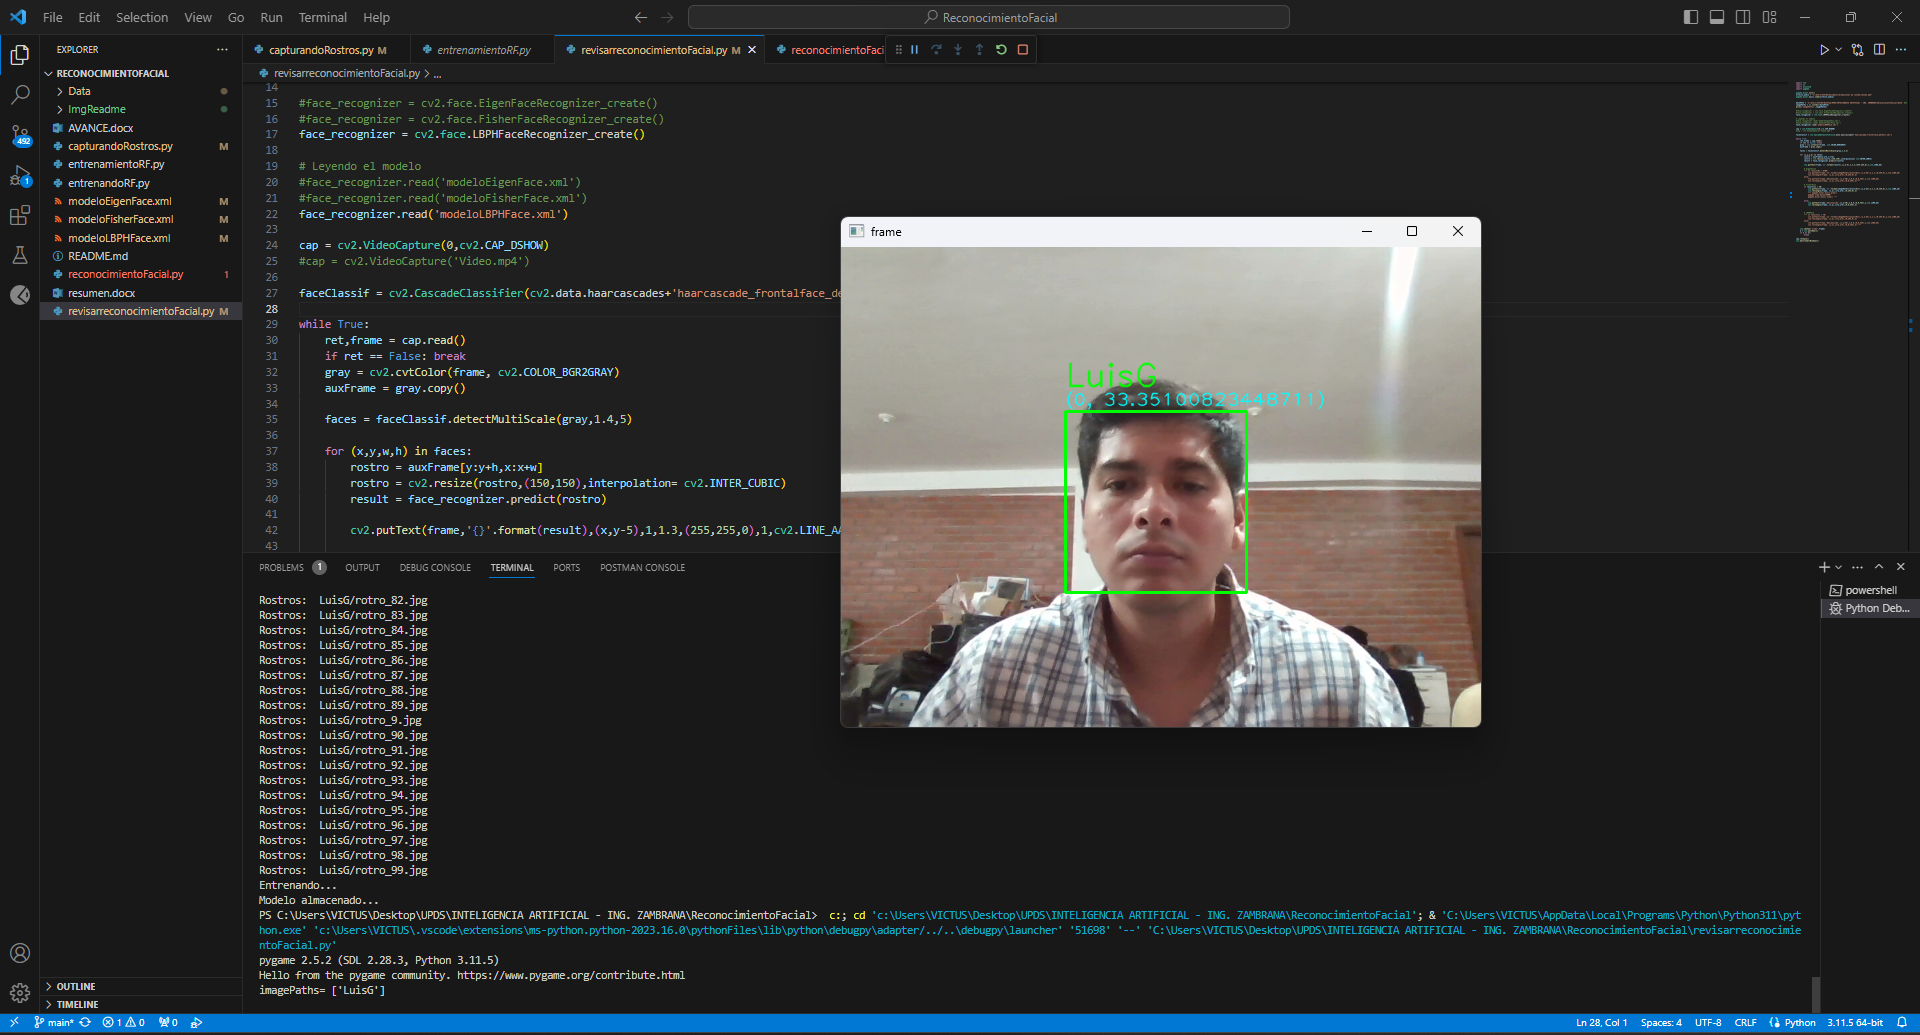 File Edit Selection View Go Run Terminal Help
ReconocimientoFacial
EXPLORER
RECONOCIMIENTOFACIAL
Data
ImgReadme
AVANCE.docx
capturandoRostros.py M
entrenamientoRF.py
entrenandoRF.py
modeloEigenFace.xml M
modeloFisherFace.xml M
modeloLBPHFace.xml M
README.md
reconocimientoFacial.py 1
resumen.docx
revisarreconocimientoFacial.py M
OUTLINE
TIMELINE
492
1
capturandoRostros.py M
entrenamientoRF.py
revisarreconocimientoFacial.py M
reconocimientoFaci
revisarreconocimientoFacial.py > ...
14
15 #face_recognizer = cv2.face.EigenFaceRecognizer_create()
16 #face_recognizer = cv2.face.FisherFaceRecognizer_create()
17 face_recognizer = cv2.face.LBPHFaceRecognizer_create()
18
19 # Leyendo el modelo
20 #face_recognizer.read('modeloEigenFace.xml')
21 #face_recognizer.read('modeloFisherFace.xml')
22 face_recognizer.read('modeloLBPHFace.xml')
23
24 cap = cv2.VideoCapture(0,cv2.CAP_DSHOW)
25 #cap = cv2.VideoCapture('Video.mp4')
26
27 faceClassif = cv2.CascadeClassifier(cv2.data.haarcascades+'haarcascade_frontalface_de
28
29 while True:
30 ret,frame = cap.read()
31 if ret == False: break
32 gray = cv2.cvtColor(frame, cv2.COLOR_BGR2GRAY)
33 auxFrame = gray.copy()
34
35 faces = faceClassif.detectMultiScale(gray,1.4,5)
36
37 for (x,y,w,h) in faces:
38 rostro = auxFrame[y:y+h,x:x+w]
39 rostro = cv2.resize(rostro,(150,150),interpolation= cv2.INTER_CUBIC)
40 result = face_recognizer.predict(rostro)
41
42 cv2.putText(frame,'{}'.format(result),(x,y-5),1,1.3,(255,255,0),1,cv2.LINE_AA
43
frame
LuisG
(0, 33.35100823448711)
PROBLEMS 1 OUTPUT DEBUG CONSOLE TERMINAL PORTS POSTMAN CONSOLE
powershell
Python Deb...
Rostros: LuisG/rotro_82.jpg
Rostros: LuisG/rotro_83.jpg
Rostros: LuisG/rotro_84.jpg
Rostros: LuisG/rotro_85.jpg
Rostros: LuisG/rotro_86.jpg
Rostros: LuisG/rotro_87.jpg
Rostros: LuisG/rotro_88.jpg
Rostros: LuisG/rotro_89.jpg
Rostros: LuisG/rotro_9.jpg
Rostros: LuisG/rotro_90.jpg
Rostros: LuisG/rotro_91.jpg
Rostros: LuisG/rotro_92.jpg
Rostros: LuisG/rotro_93.jpg
Rostros: LuisG/rotro_94.jpg
Rostros: LuisG/rotro_95.jpg
Rostros: LuisG/rotro_96.jpg
Rostros: LuisG/rotro_97.jpg
Rostros: LuisG/rotro_98.jpg
Rostros: LuisG/rotro_99.jpg
Entrenando...
Modelo almacenado...
PS C:\Users\VICTUS\Desktop\UPDS\INTELIGENCIA ARTIFICIAL - ING. ZAMBRANA\ReconocimientoFacial> c:; cd 'c:\Users\VICTUS\Desktop\UPDS\INTELIGENCIA ARTIFICIAL - ING. ZAMBRANA\ReconocimientoFacial'; & 'C:\Users\VICTUS\AppData\Local\Programs\Python\Python311\pyt
hon.exe' 'c:\Users\VICTUS\.vscode\extensions\ms-python.python-2023.16.0\pythonFiles\lib\python\debugpy\adapter/../..\debugpy\launcher' '51698' '--' 'C:\Users\VICTUS\Desktop\UPDS\INTELIGENCIA ARTIFICIAL - ING. ZAMBRANA\ReconocimientoFacial\revisarreconocimie
ntoFacial.py'
pygame 2.5.2 (SDL 2.28.3, Python 3.11.5)
Hello from the pygame community. https://www.pygame.org/contribute.html
imagePaths= ['LuisG']
main* 1 0 0
Ln 28, Col 1 Spaces: 4 UTF-8 CRLF Python 3.11.5 64-bit